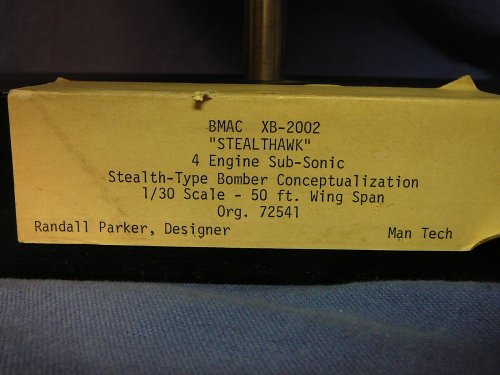 BMAC XB-2002
"STEALTHAWK"
4 Engine Sub-Sonic
Stealth-Type Bomber Conceptualization
1/30 Scale - 50 ft. Wing Span
Org. 72541
Randall Parker, Designer Man Tech